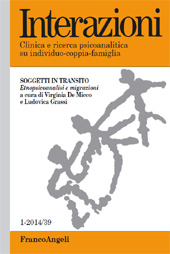 Interazioni
Clinica e ricerca psicoanalitica
su individuo-coppia-famiglia
SOGGETTI IN TRANSITO
Etnopsicoanalisi e migrazioni
a cura di Virginia De Micco
e Ludovica Grassi
1-2014/39
FrancoAngeli